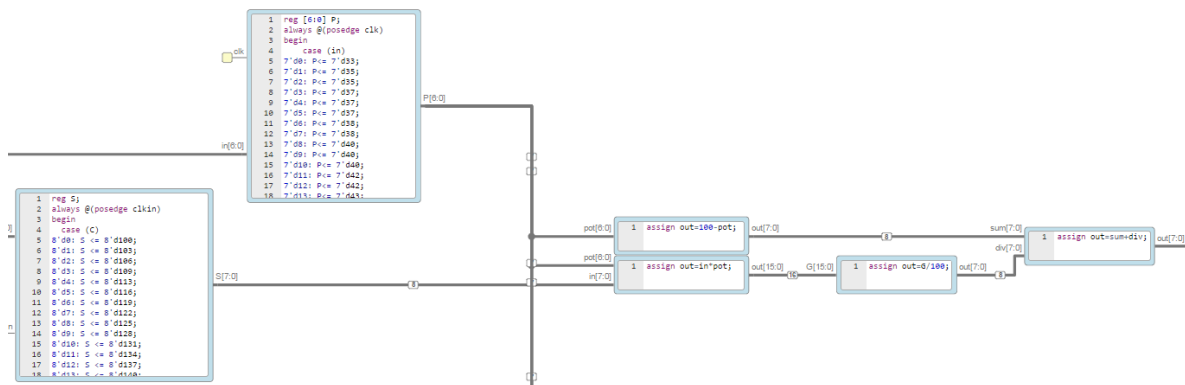 1 reg [6:0] P;
2 always @(posedge clk)
3 begin
4 case (in)
5 7'd0: P<= 7'd33;
6 7'd1: P<= 7'd35;
7 7'd2: P<= 7'd35;
8 7'd3: P<= 7'd37;
9 7'd4: P<= 7'd37;
10 7'd5: P<= 7'd37;
11 7'd6: P<= 7'd38;
12 7'd7: P<= 7'd38;
13 7'd8: P<= 7'd40;
14 7'd9: P<= 7'd40;
15 7'd10: P<= 7'd40;
16 7'd11: P<= 7'd42;
17 7'd12: P<= 7'd42;
18 7'd13: P<= 7'd43;
clk
in[6:0]
P[6:0]
1 reg S;
2 always @(posedge clkin)
3 begin
4 case (C)
5 8'd0: S <= 8'd100;
6 8'd1: S <= 8'd103;
7 8'd2: S <= 8'd106;
8 8'd3: S <= 8'd109;
9 8'd4: S <= 8'd113;
10 8'd5: S <= 8'd116;
11 8'd6: S <= 8'd119;
12 8'd7: S <= 8'd122;
13 8'd8: S <= 8'd125;
14 8'd9: S <= 8'd128;
15 8'd10: S <= 8'd131;
16 8'd11: S <= 8'd134;
17 8'd12: S <= 8'd137;
18 8'd13: S <= 8'd140;
n
S[7:0]
8
pot[6:0]
1 assign out=100-pot;
out[7:0]
8
pot[6:0]
in[7:0]
1 assign out=in*pot;
out[15:0]
16
G[15:0]
1 assign out=G/100;
out[7:0]
8
sum[7:0]
div[7:0]
1 assign out=sum+div;
out[7:0]